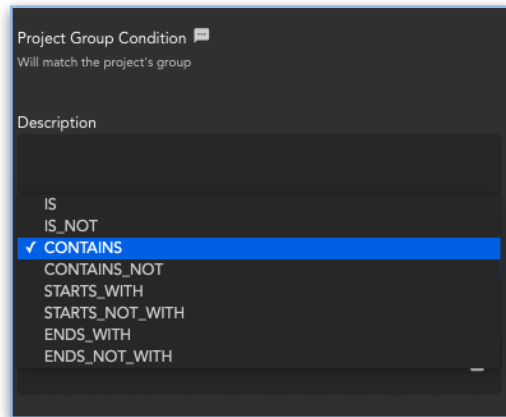 Project Group Condition
Will match the project's group
Description
IS
IS_NOT
✓ CONTAINS
CONTAINS_NOT
STARTS_WITH
STARTS_NOT_WITH
ENDS_WITH
ENDS_NOT_WITH